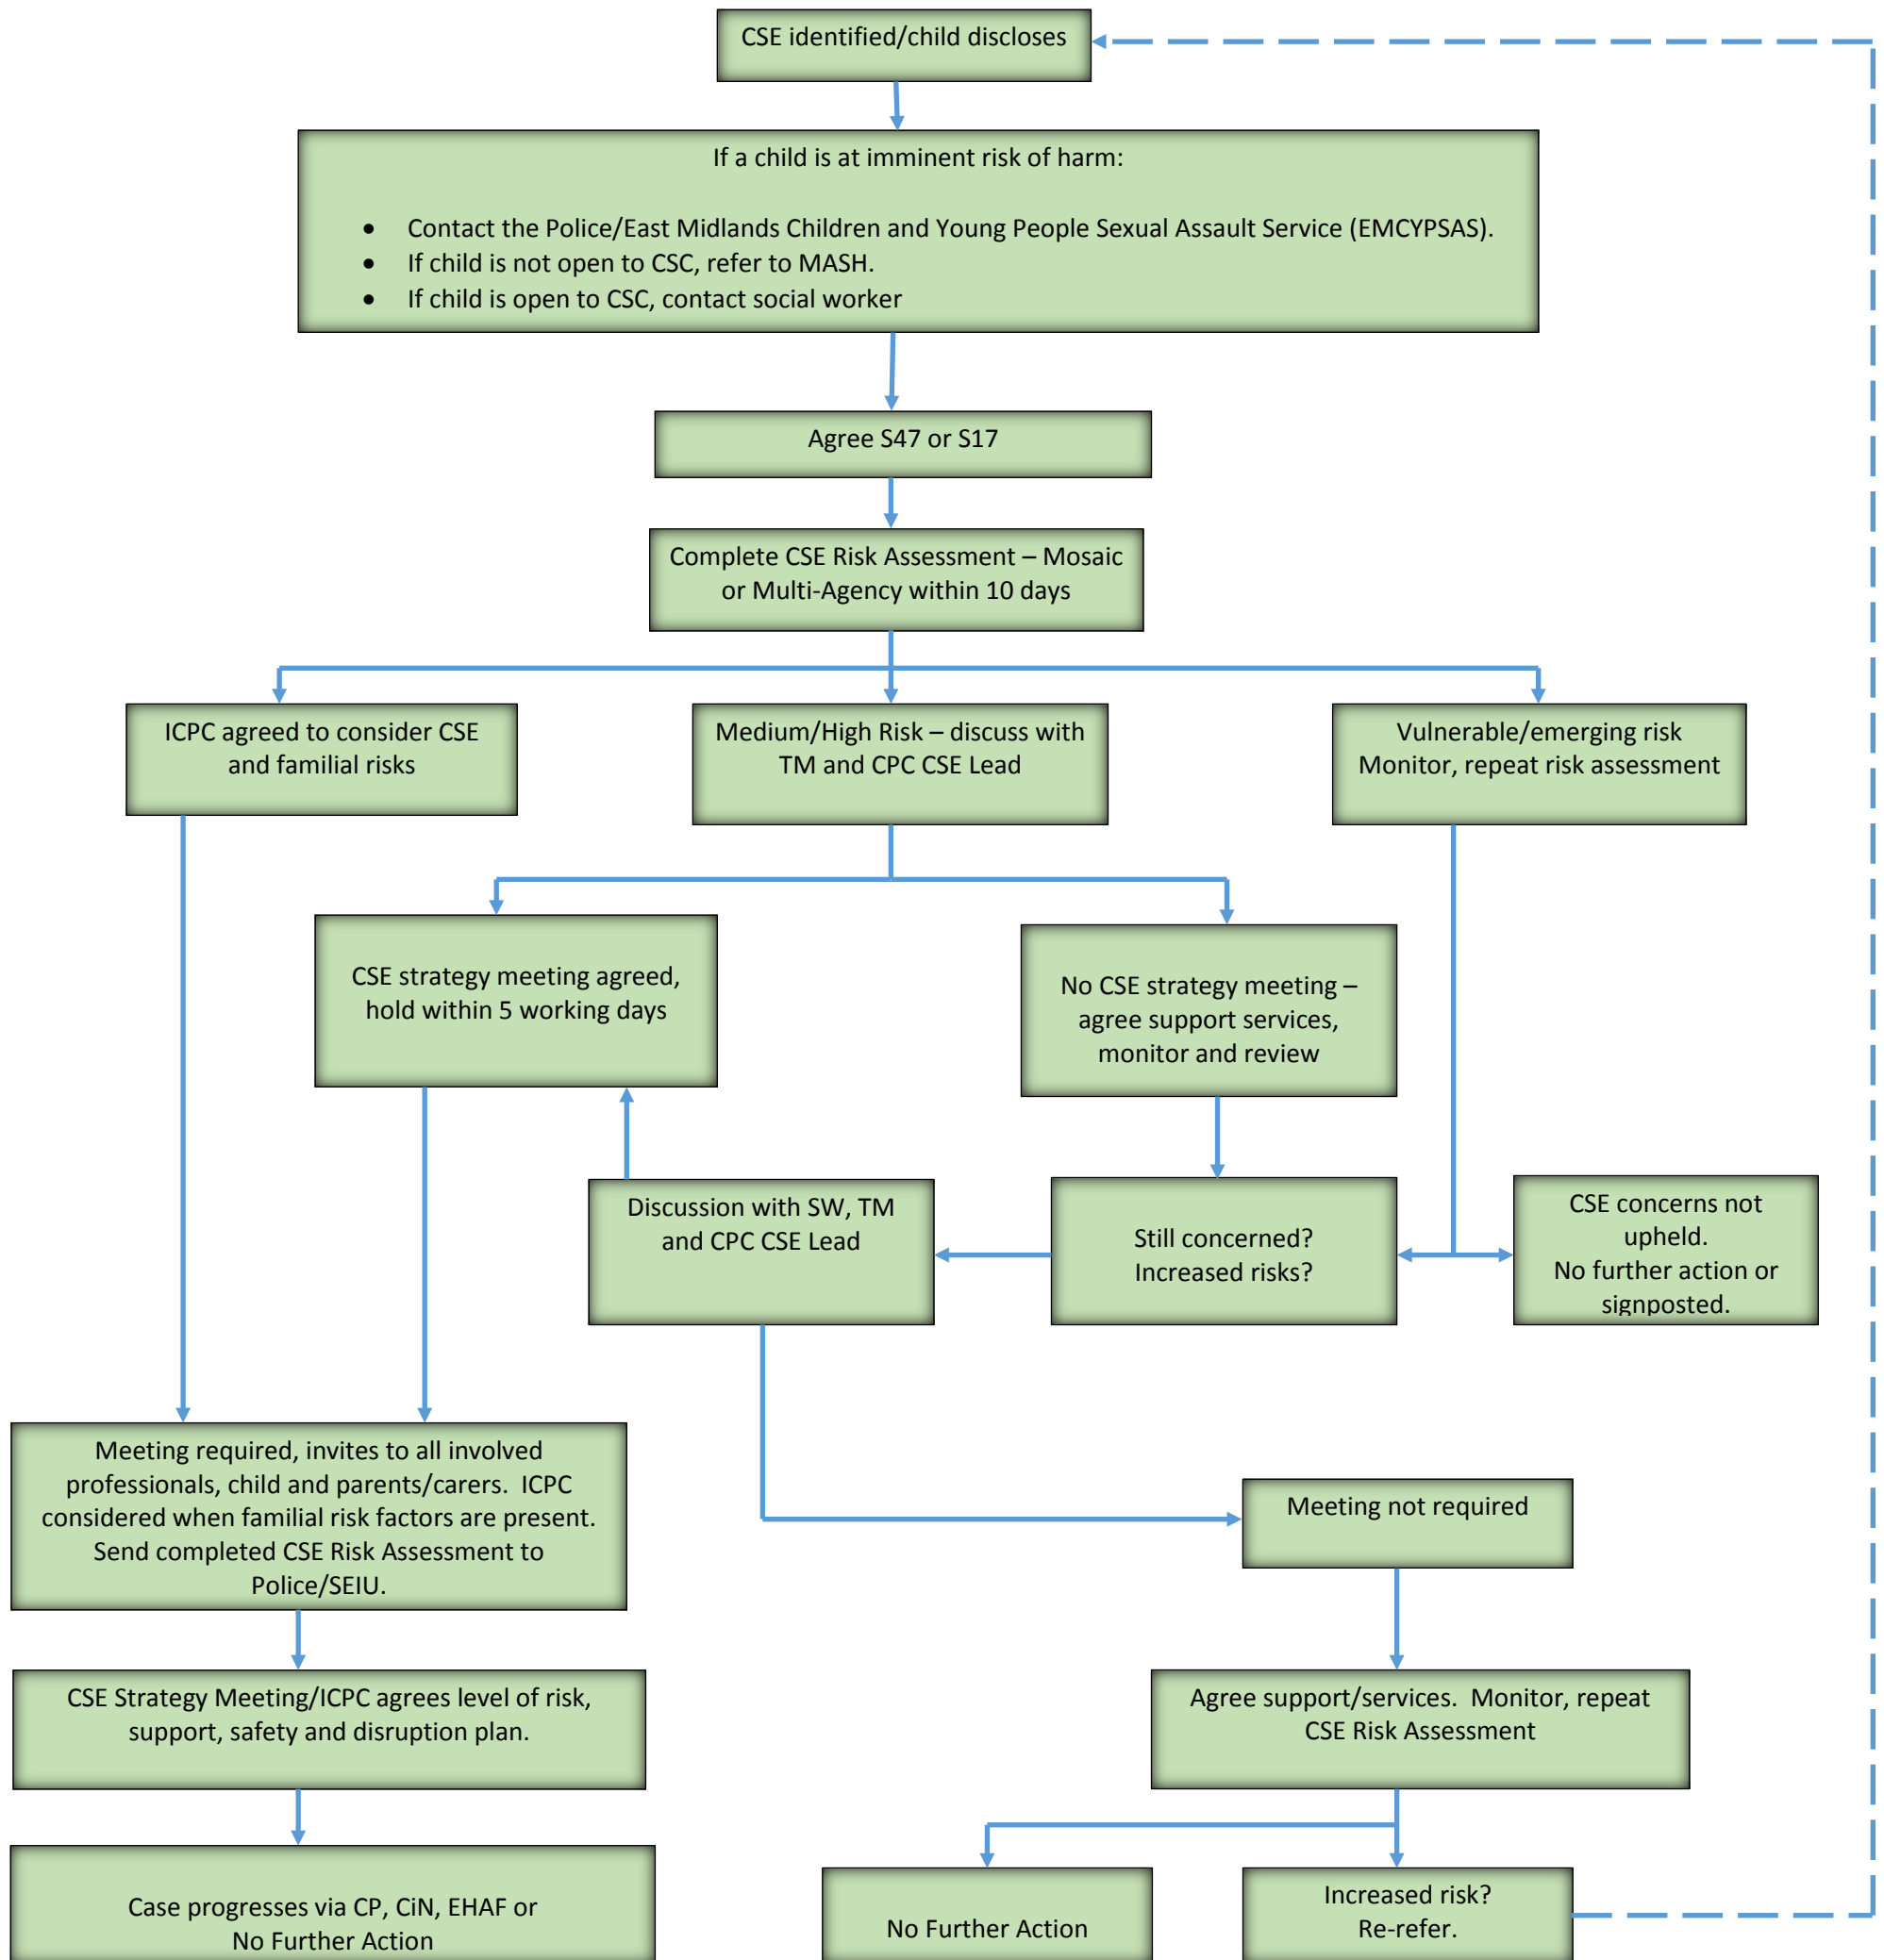 CSE identified/child discloses
If a child is at imminent risk of harm:
• Contact the Police/East Midlands Children and Young People Sexual Assault Service (EMCYPSAS).
• If child is not open to CSC, refer to MASH.
• If child is open to CSC, contact social worker
Agree S47 or S17
Complete CSE Risk Assessment – Mosaic
or Multi-Agency within 10 days
ICPC agreed to consider CSE
and familial risks
Medium/High Risk – discuss with
TM and CPC CSE Lead
Vulnerable/emerging risk
Monitor, repeat risk assessment
CSE strategy meeting agreed,
hold within 5 working days
No CSE strategy meeting –
agree support services,
monitor and review
Discussion with SW, TM
and CPC CSE Lead
Still concerned?
Increased risks?
CSE concerns not
upheld.
No further action or
signposted.
Meeting required, invites to all involved
professionals, child and parents/carers.  ICPC
considered when familial risk factors are present.
Send completed CSE Risk Assessment to
Police/SEIU.
Meeting not required
CSE Strategy Meeting/ICPC agrees level of risk,
support, safety and disruption plan.
Agree support/services.  Monitor, repeat
CSE Risk Assessment
Case progresses via CP, CiN, EHAF or
No Further Action
No Further Action
Increased risk?
Re-refer.